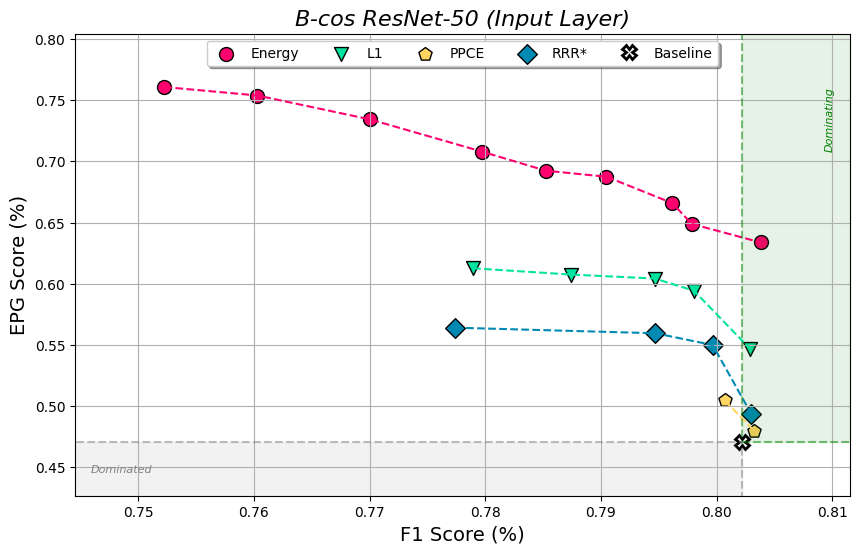 B-cos ResNet-50 (Input Layer)
Energy L1 PPCE RRR* Baseline
EPG Score (%)
0.80
0.75
0.70
0.65
0.60
0.55
0.50
0.45
Dominating
Dominated
0.75 0.76 0.77 0.78 0.79 0.80 0.81
F1 Score (%)